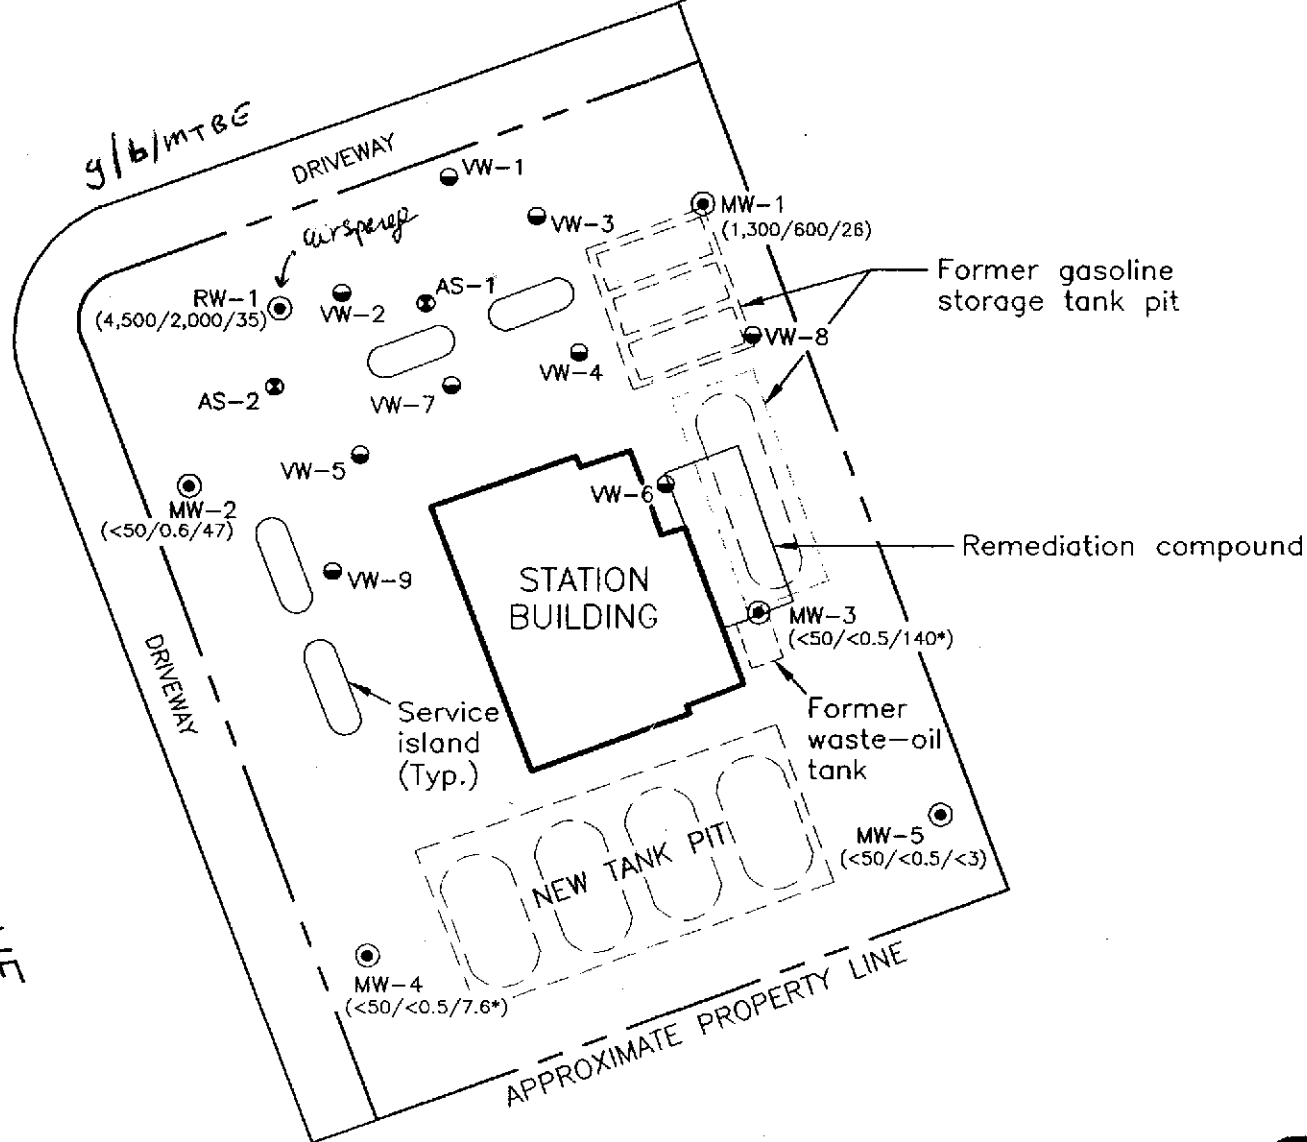 g/b/MTBE
DRIVEWAY
VW-1
airsparge
VW-3
MW-1
(1,300/600/26)
Former gasoline
storage tank pit
RW-1
(4,500/2,000/35)
VW-2
AS-1
VW-8
VW-4
AS-2
VW-7
VW-5
VW-6
MW-2
(<50/0.6/47)
Remediation compound
VW-9
STATION
BUILDING
MW-3
(<50/<0.5/140*)
DRIVEWAY
Service
island
(Typ.)
Former
waste-oil
tank
NEW TANK PIT
MW-5
(<50/<0.5/<3)
MW-4
(<50/<0.5/7.6*)
APPROXIMATE PROPERTY LINE